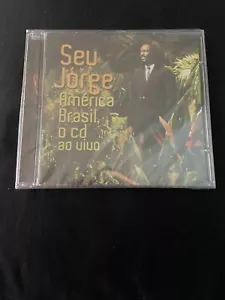 Seu
Jorge
América
Brasil,
o cd
ao vivo